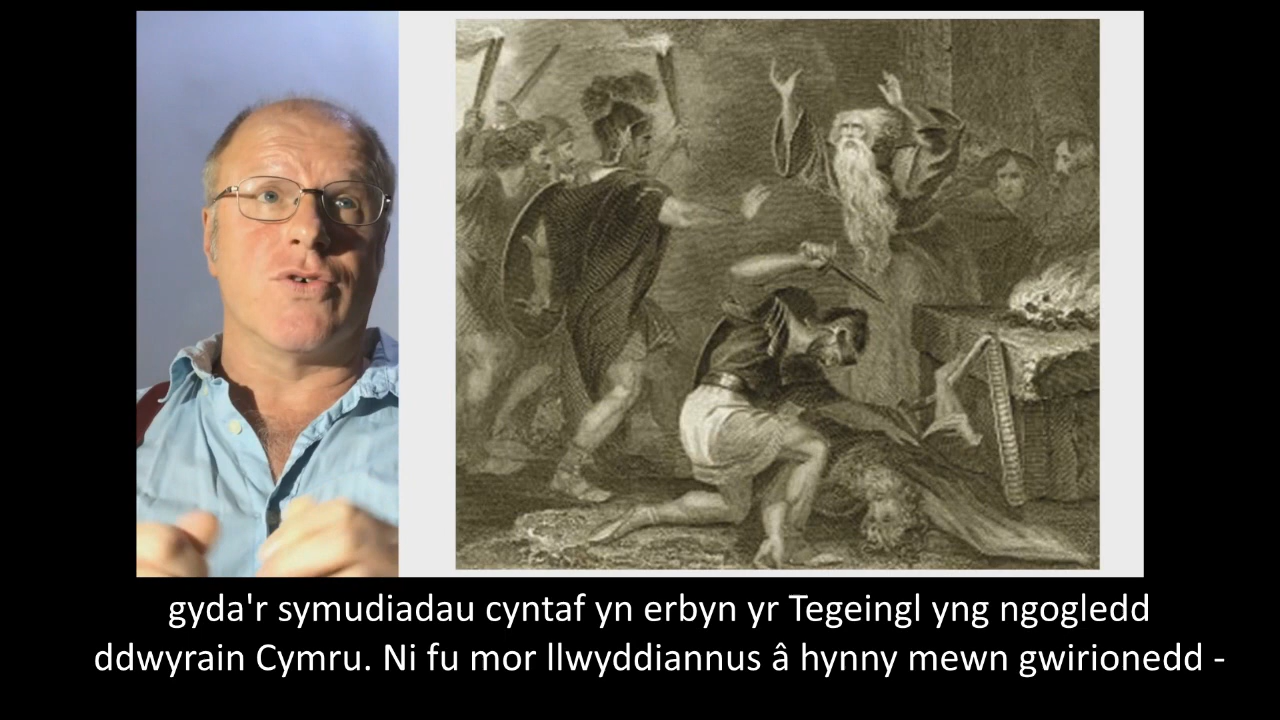 gyda'r symudiadau cyntaf yn erbyn yr Tegeingl yng ngogledd
ddwyrain Cymru. Ni fu mor llwyddiannus â hynny mewn gwirionedd -